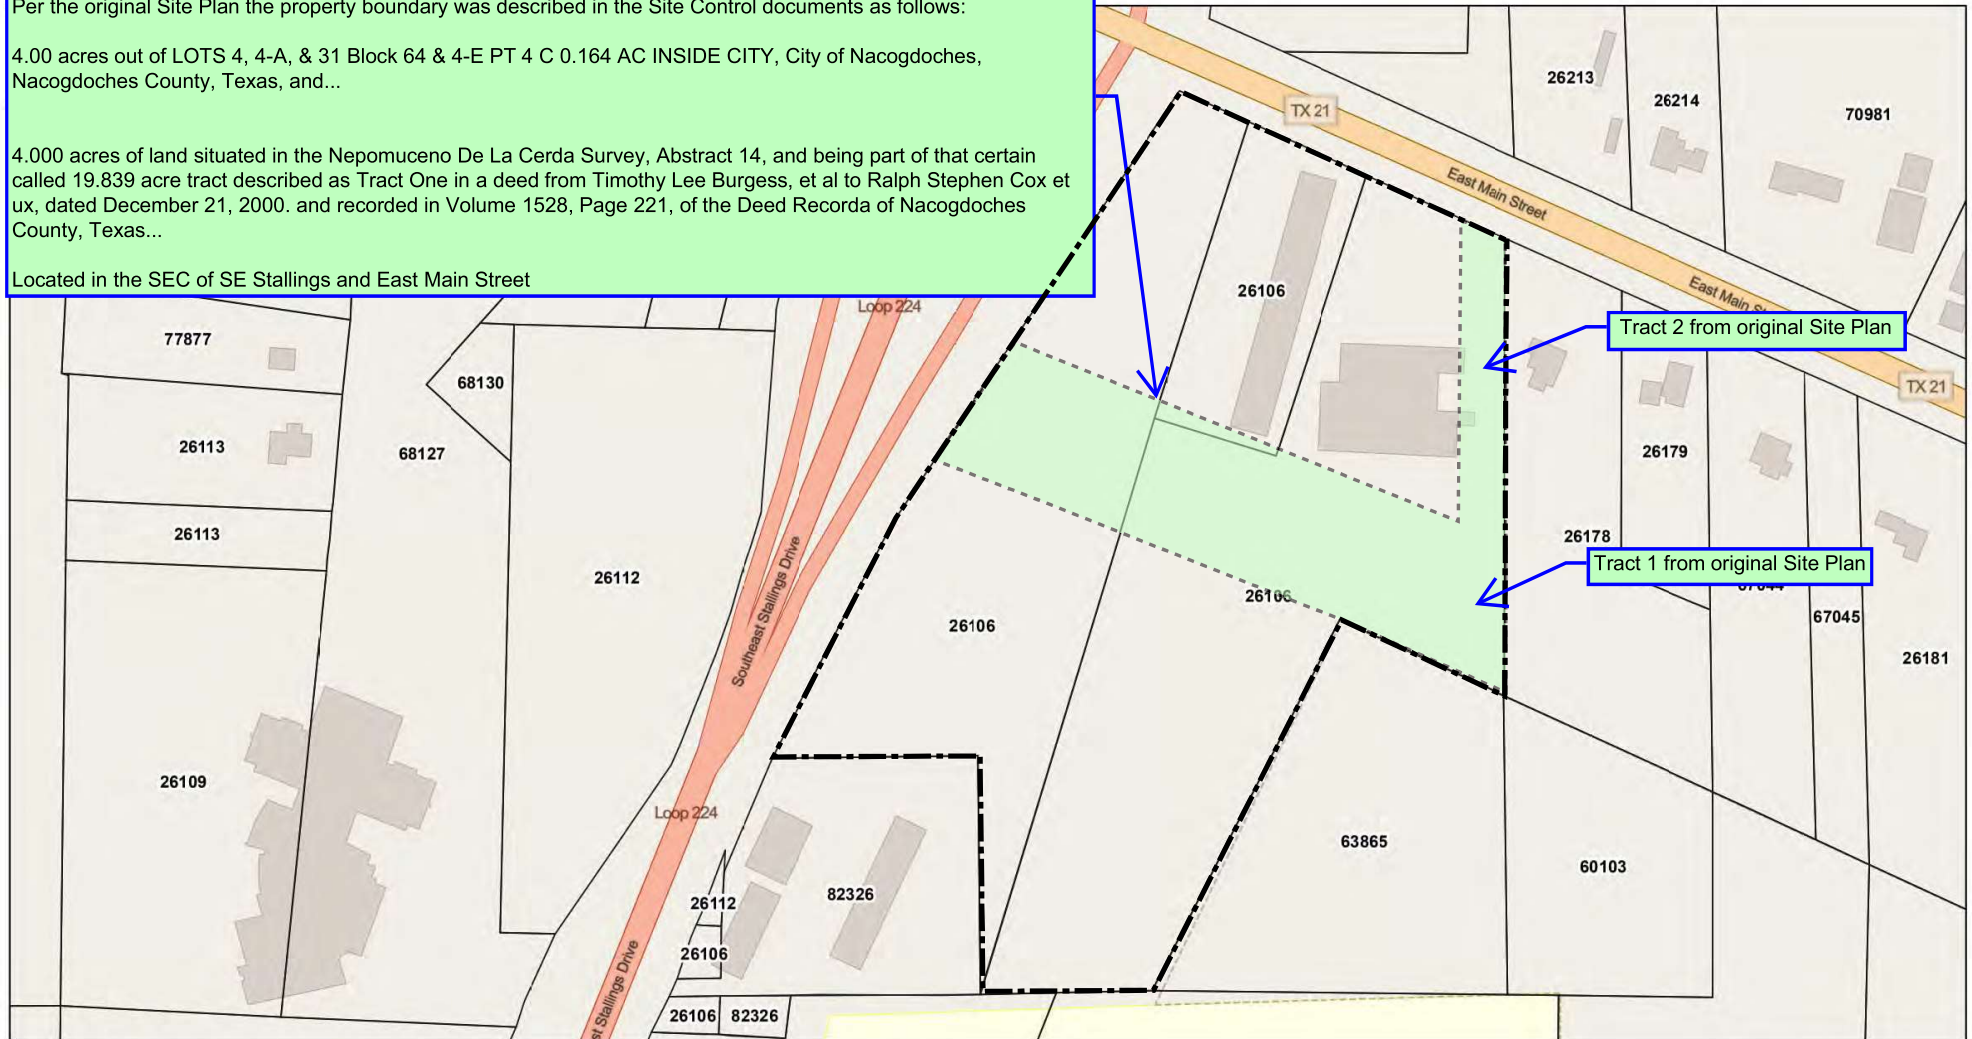 Per the original Site Plan the property boundary was described in the Site Control documents as follows:
4.00 acres out of LOTS 4, 4-A, & 31 Block 64 & 4-E PT 4 C 0.164 AC INSIDE CITY, City of Nacogdoches,
Nacogdoches County, Texas, and...
4.000 acres of land situated in the Nepomuceno De La Cerda Survey, Abstract 14, and being part of that certain
called 19.839 acre tract described as Tract One in a deed from Timothy Lee Burgess, et al to Ralph Stephen Cox et
ux, dated December 21, 2000. and recorded in Volume 1528, Page 221, of the Deed Recorda of Nacogdoches
County, Texas...
Located in the SEC of SE Stallings and East Main Street
26213
26214
70981
TX 21
East Main Street
26106
East Main St
Tract 2 from original Site Plan
TX 21
Loop 224
77877
68130
26113
68127
26179
26113
26178
Tract 1 from original Site Plan
26112
26106
26106
67044
67045
26181
Southeast Stallings Drive
26109
Loop 224
63865
60103
82326
26112
26106
st Stallings Drive
26106
82326